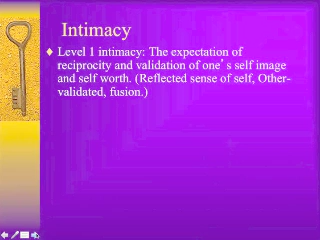 Intimacy
♦ Level 1 intimacy: The expectation of
reciprocity and validation of one’s self image
and self worth. (Reflected sense of self, Other-
validated, fusion.)